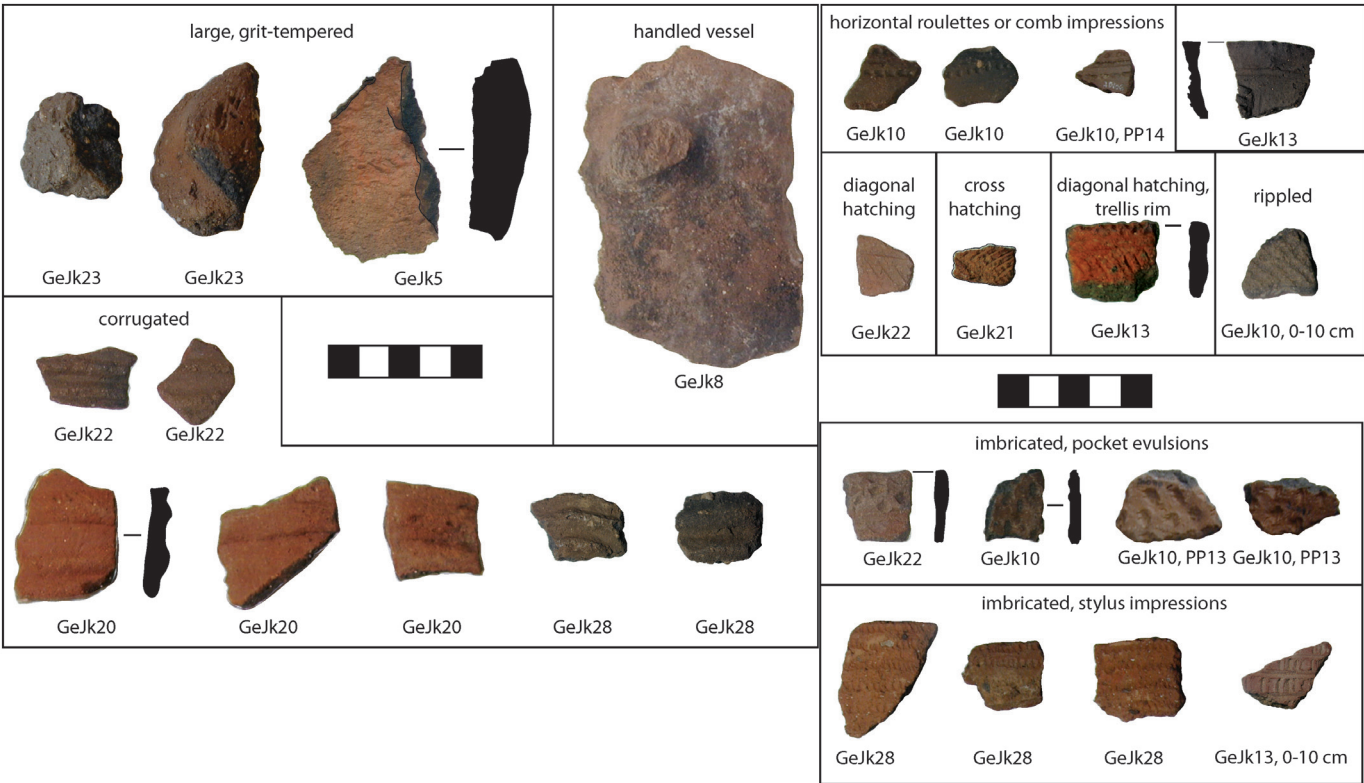 large, grit-tempered
GeJk23
GeJk23
GeJk5
handled vessel
GeJk8
corrugated
GeJk22
GeJk22
GeJk20
GeJk20
GeJk20
GeJk28
GeJk28
horizontal roulettes or comb impressions
GeJk10
GeJk10
GeJk10, PP14
GeJk13
diagonal
hatching
GeJk22
cross
hatching
GeJk21
diagonal hatching,
trellis rim
GeJk13
rippled
GeJk10, 0-10 cm
imbricated, pocket evulsions
GeJk22
GeJk10
GeJk10, PP13
GeJk10, PP13
imbricated, stylus impressions
GeJk28
GeJk28
GeJk28
GeJk13, 0-10 cm